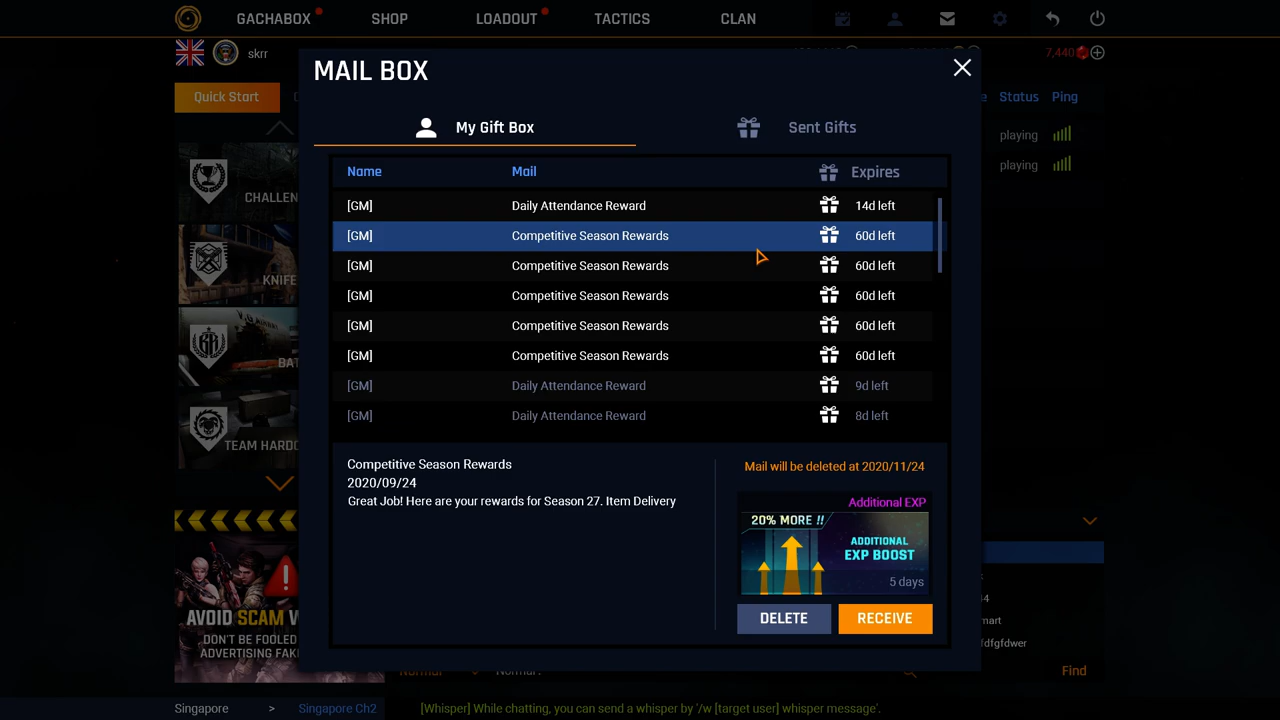 GACHABOX SHOP LOADOUT TACTICS CLAN
skrr
7,440
MAIL BOX
Quick Start
Status Ping
My Gift Box Sent Gifts
playing
playing
Name Mail Expires
[GM] Daily Attendance Reward 14d left
[GM] Competitive Season Rewards 60d left
[GM] Competitive Season Rewards 60d left
[GM] Competitive Season Rewards 60d left
[GM] Competitive Season Rewards 60d left
[GM] Competitive Season Rewards 60d left
[GM] Daily Attendance Reward 9d left
[GM] Daily Attendance Reward 8d left
CHALLEN
KNIFE
BAT
TEAM HARDC
Competitive Season Rewards
2020/09/24
Great Job! Here are your rewards for Season 27. Item Delivery
Mail will be deleted at 2020/11/24
Additional EXP
20% MORE !!
ADDITIONAL
EXP BOOST
5 days
DELETE RECEIVE
AVOID SCAM W
DON'T BE FOOLED
ADVERTISING FAK
mart
fdfgfdwer
Normal
Find
Singapore > Singapore Ch2
[Whisper] While chatting, you can send a whisper by '/w [target user] whisper message'.